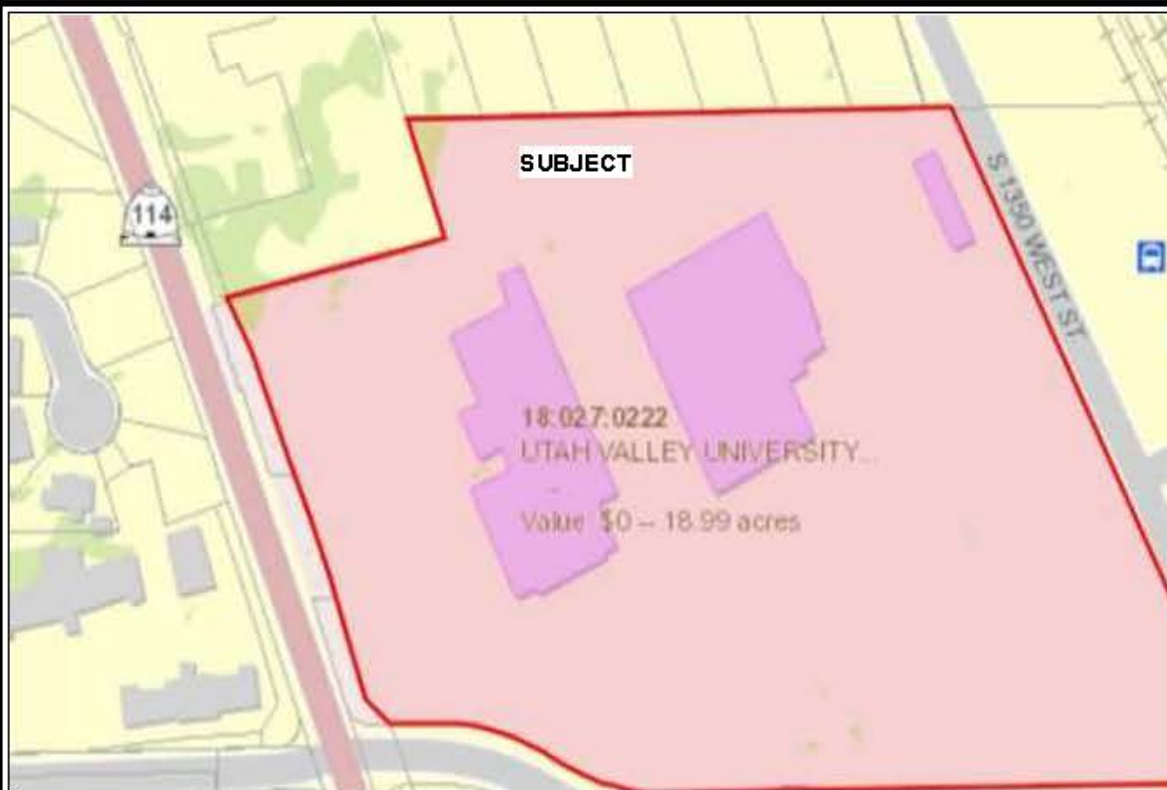 SUBJECT
114
S 1350 WEST ST
18:027:0222
UTAH VALLEY UNIVERSITY...
Value $0 – 18.99 acres